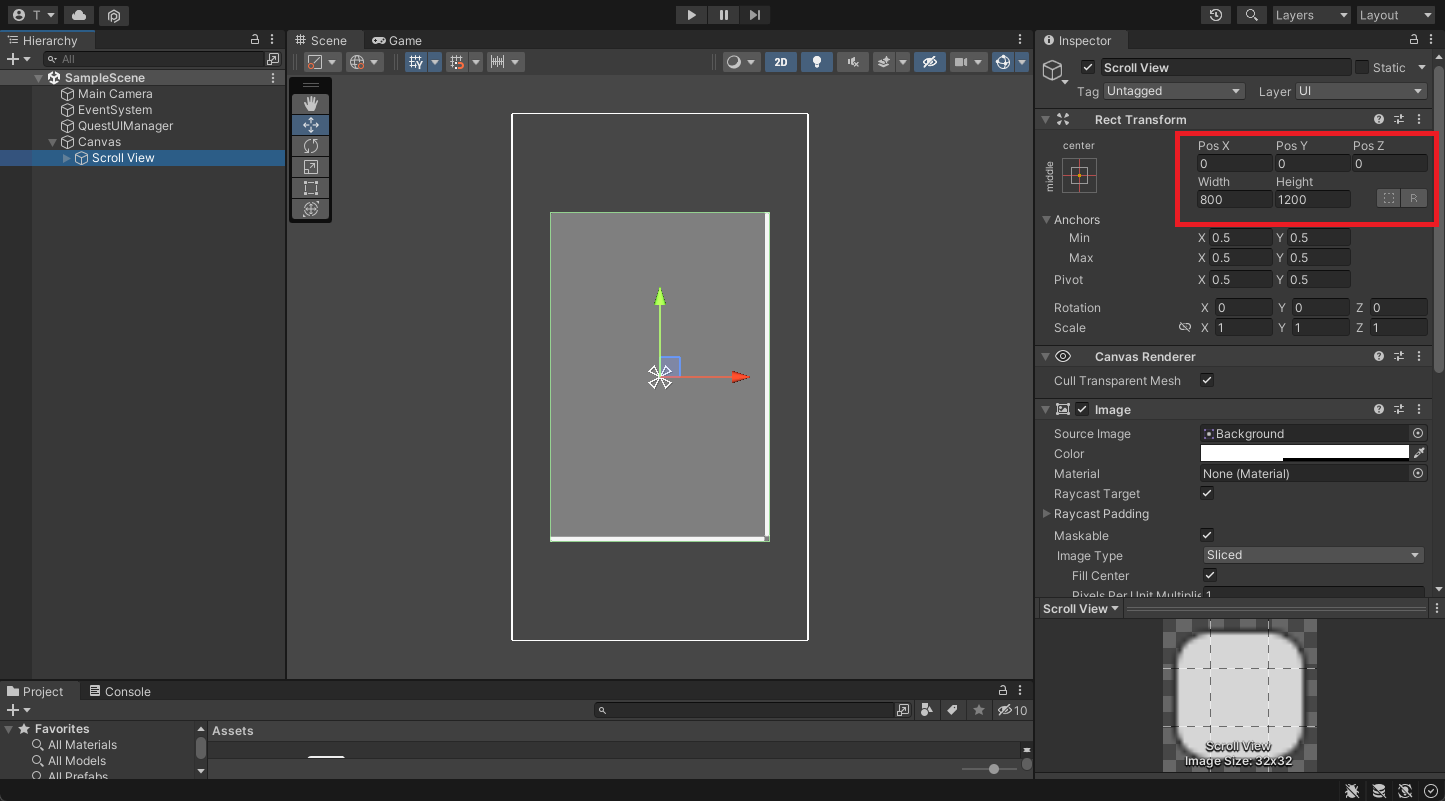 T
Layers
Layout
Hierarchy
All
SampleScene
Main Camera
EventSystem
QuestUIManager
Canvas
Scroll View
Scene
Game
2D
Inspector
Scroll View
Static
Tag
Untagged
Layer
UI
Rect Transform
center
middle
Pos X
Pos Y
Pos Z
0
0
0
Width
Height
800
1200
R
Anchors
Min
X 0.5
Y 0.5
Max
X 0.5
Y 0.5
Pivot
X 0.5
Y 0.5
Rotation
X 0
Y 0
Z 0
Scale
X 1
Y 1
Z 1
Canvas Renderer
Cull Transparent Mesh
Image
Source Image
Background
Color
Material
None (Material)
Raycast Target
Raycast Padding
Maskable
Image Type
Sliced
Fill Center
Pixels Per Unit Multiplie
1
Scroll View
Scroll View
Image Size: 32x32
Project
Console
10
Favorites
All Materials
All Models
All Prefabs
Assets